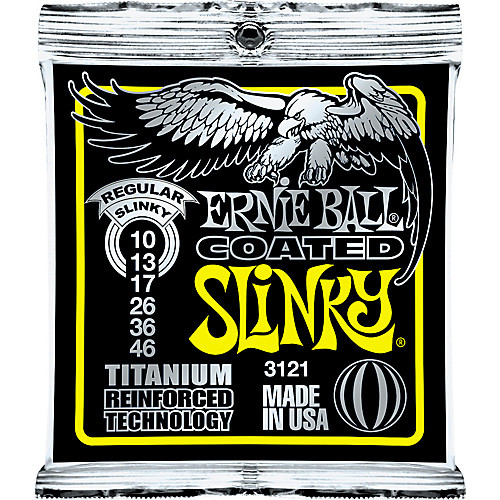 REGULAR
SLINKY
10
13
17
26
36
46
ERNIE BALL®
COATED
SLINKY®
TITANIUM
REINFORCED
TECHNOLOGY
3121
MADE
IN USA